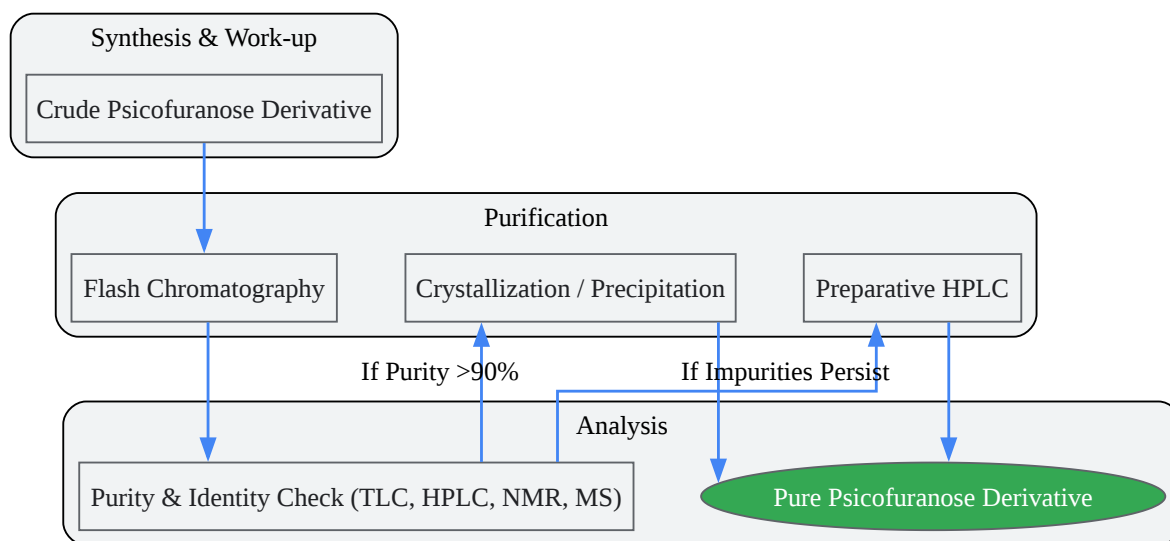 Synthesis & Work-up
Crude Psicofuranose Derivative
Purification
Flash Chromatography
Crystallization / Precipitation
Preparative HPLC
If Purity >90%
If Impurities Persist
Analysis
Purity & Identity Check (TLC, HPLC, NMR, MS)
Pure Psicofuranose Derivative